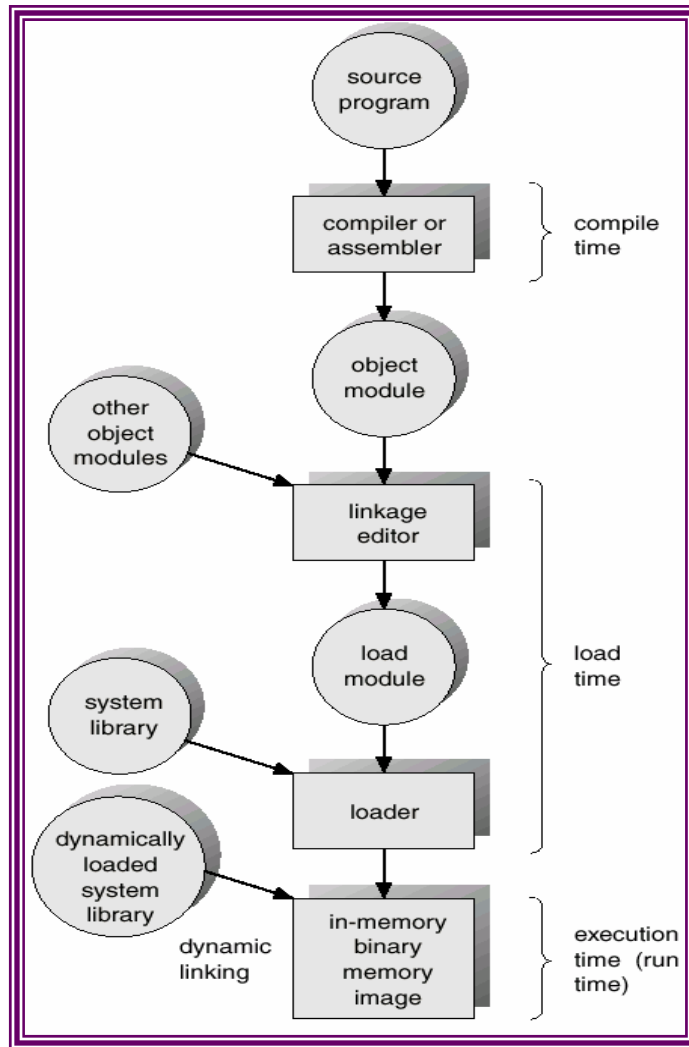 source
program
compiler or
assembler
compile
time
object
module
other
object
modules
linkage
editor
load
module
load
time
system
library
loader
dynamically
loaded
system
library
dynamic
linking
in-memory
binary
memory
image
execution
time (run
time)